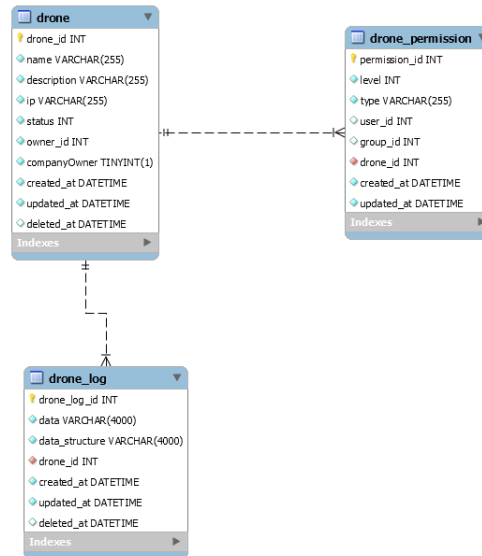 drone
drone_id INT
name VARCHAR(255)
description VARCHAR(255)
ip VARCHAR(255)
status INT
owner_id INT
companyOwner TINYINT(1)
created_at DATETIME
updated_at DATETIME
deleted_at DATETIME
Indexes
drone_permission
permission_id INT
level INT
type VARCHAR(255)
user_id INT
group_id INT
drone_id INT
created_at DATETIME
updated_at DATETIME
Indexes
drone_log
drone_log_id INT
data VARCHAR(4000)
data_structure VARCHAR(4000)
drone_id INT
created_at DATETIME
updated_at DATETIME
deleted_at DATETIME
Indexes